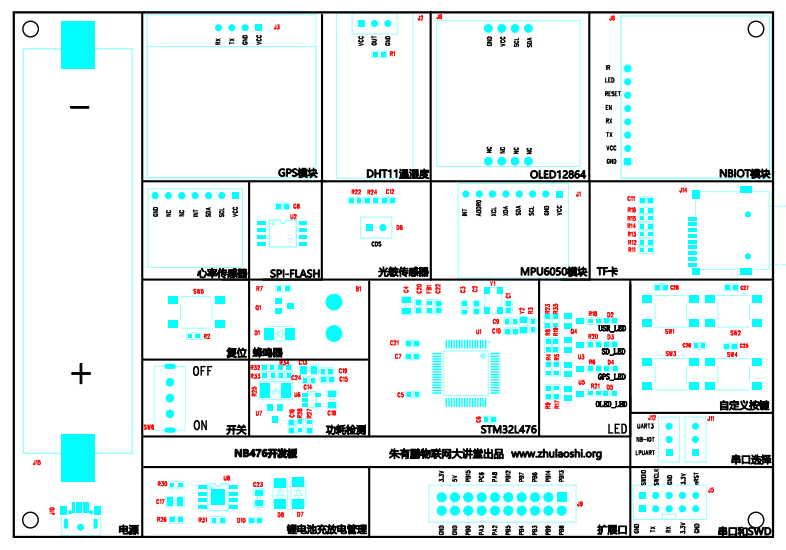 J3
RX TX GND VCC
GPS模块
J2
VCC OUT GND
R1
DHT11温湿度
J8
GND VCC SCL SDA
NC NC NC NC
OLED12864
J6
IR
LED
RESET
EN
RX
TX
VCC
GND
NBIOT模块
GND NC NC INT SDA SCL VCC
心率传感器
C8
U2
SPI-FLASH
R22 R24 C12
D6
CDS
光敏传感器
J1
INT ADDRO XCL XDA SDA SCL GND VCC
MPU6050模块
C11
R16
R15
R14
R13
R12
R11
J14
TF卡
SW5
R2
复位
R7
B1
Q1
D1
蜂鸣器
OFF
ON
SW6
开关
R32 R34 C13
R33 C24 C19
C15
R25
C14
U6
U7
C16 R28 R27 C18
功耗检测
C4 C20 FB1 C22 C3 C2 Y1 C1
C9 Y2 R3
C10
U1
C21
C7
C5
C6
STM32L476
R23 R35 R18 D2
USR_LED
R8 R19 Q4
R20 D3
SD_LED
R4 R5 U3
R6 D4
GPS_LED
U5
R9 R17 R21 D5
OLED_LED
LED
C28 C27
SW1 SW2
C26 C25
SW3 SW4
自定义按键
J12 J11
UART3
NB-IOT
LPUART
串口选择
NB476开发板
朱有鹏物联网大讲堂出品 www.zhulaoshi.org
J15
J10
电源
R30
U8
C17
C23
R26 R31 D10
D8 D7
锂电池充放电管理
3.3V 5V PB15 PC6 PA8 PB12 PB7 PB6 PB14 PB13
J9
GND GND PB0 PA3 PA2 PB5 PB4 PB3 PB9 PB8
扩展口
SWDIO SWCLK GND 3.3V nRST
J5
GND TX RX 3.3V GND
串口和SWD